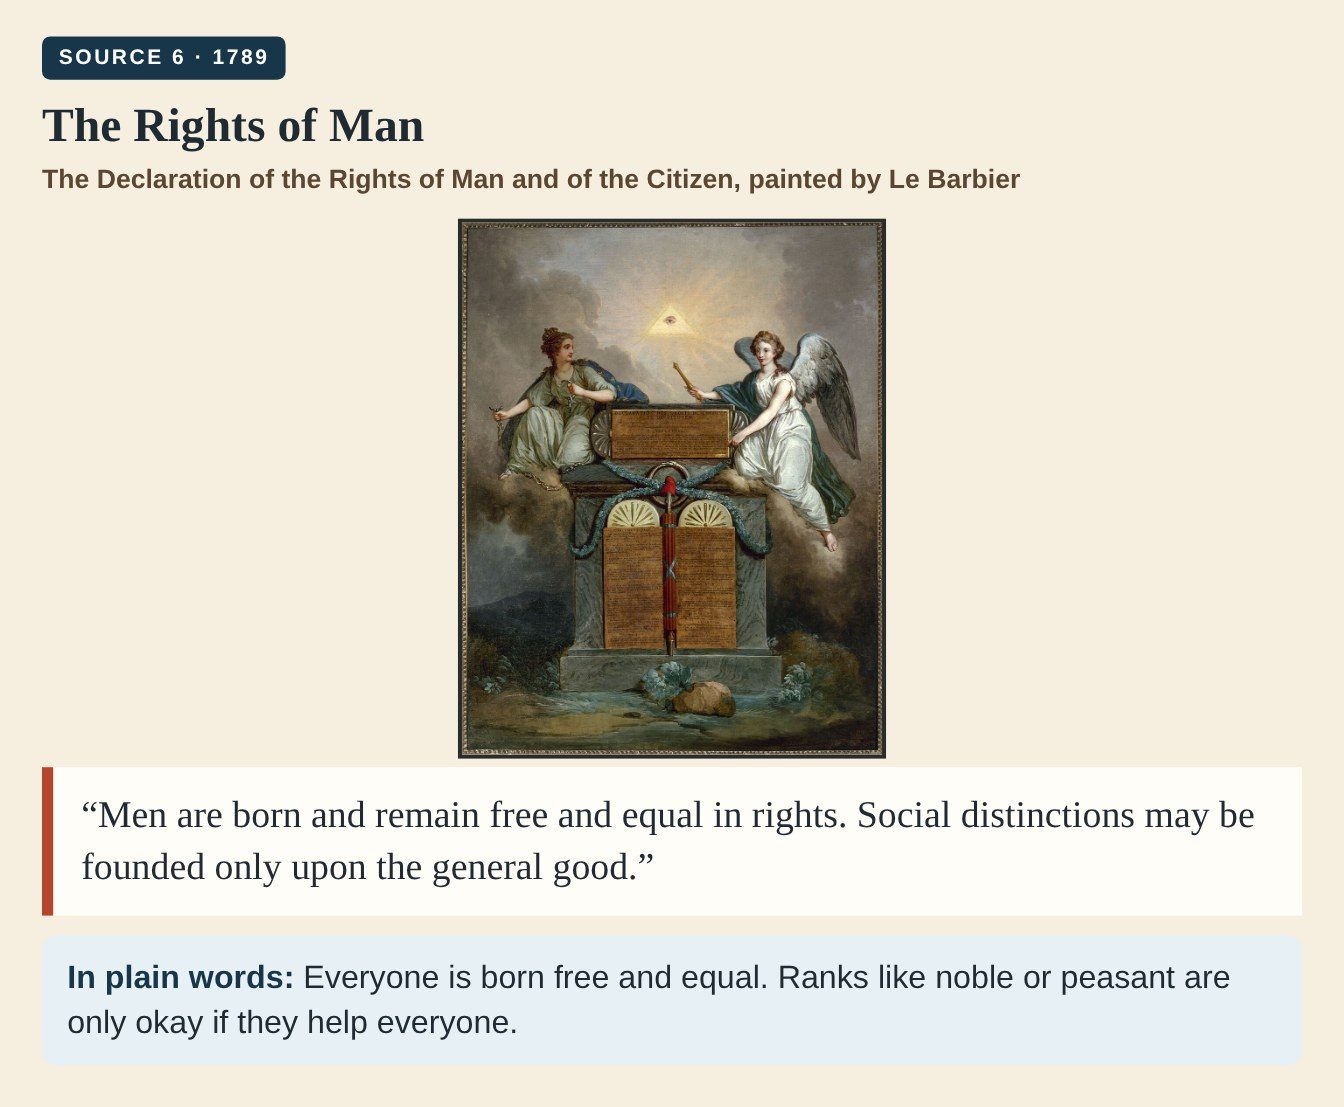 SOURCE 6 · 1789
The Rights of Man
The Declaration of the Rights of Man and of the Citizen, painted by Le Barbier
“Men are born and remain free and equal in rights. Social distinctions may be
founded only upon the general good.”
In plain words: Everyone is born free and equal. Ranks like noble or peasant are
only okay if they help everyone.